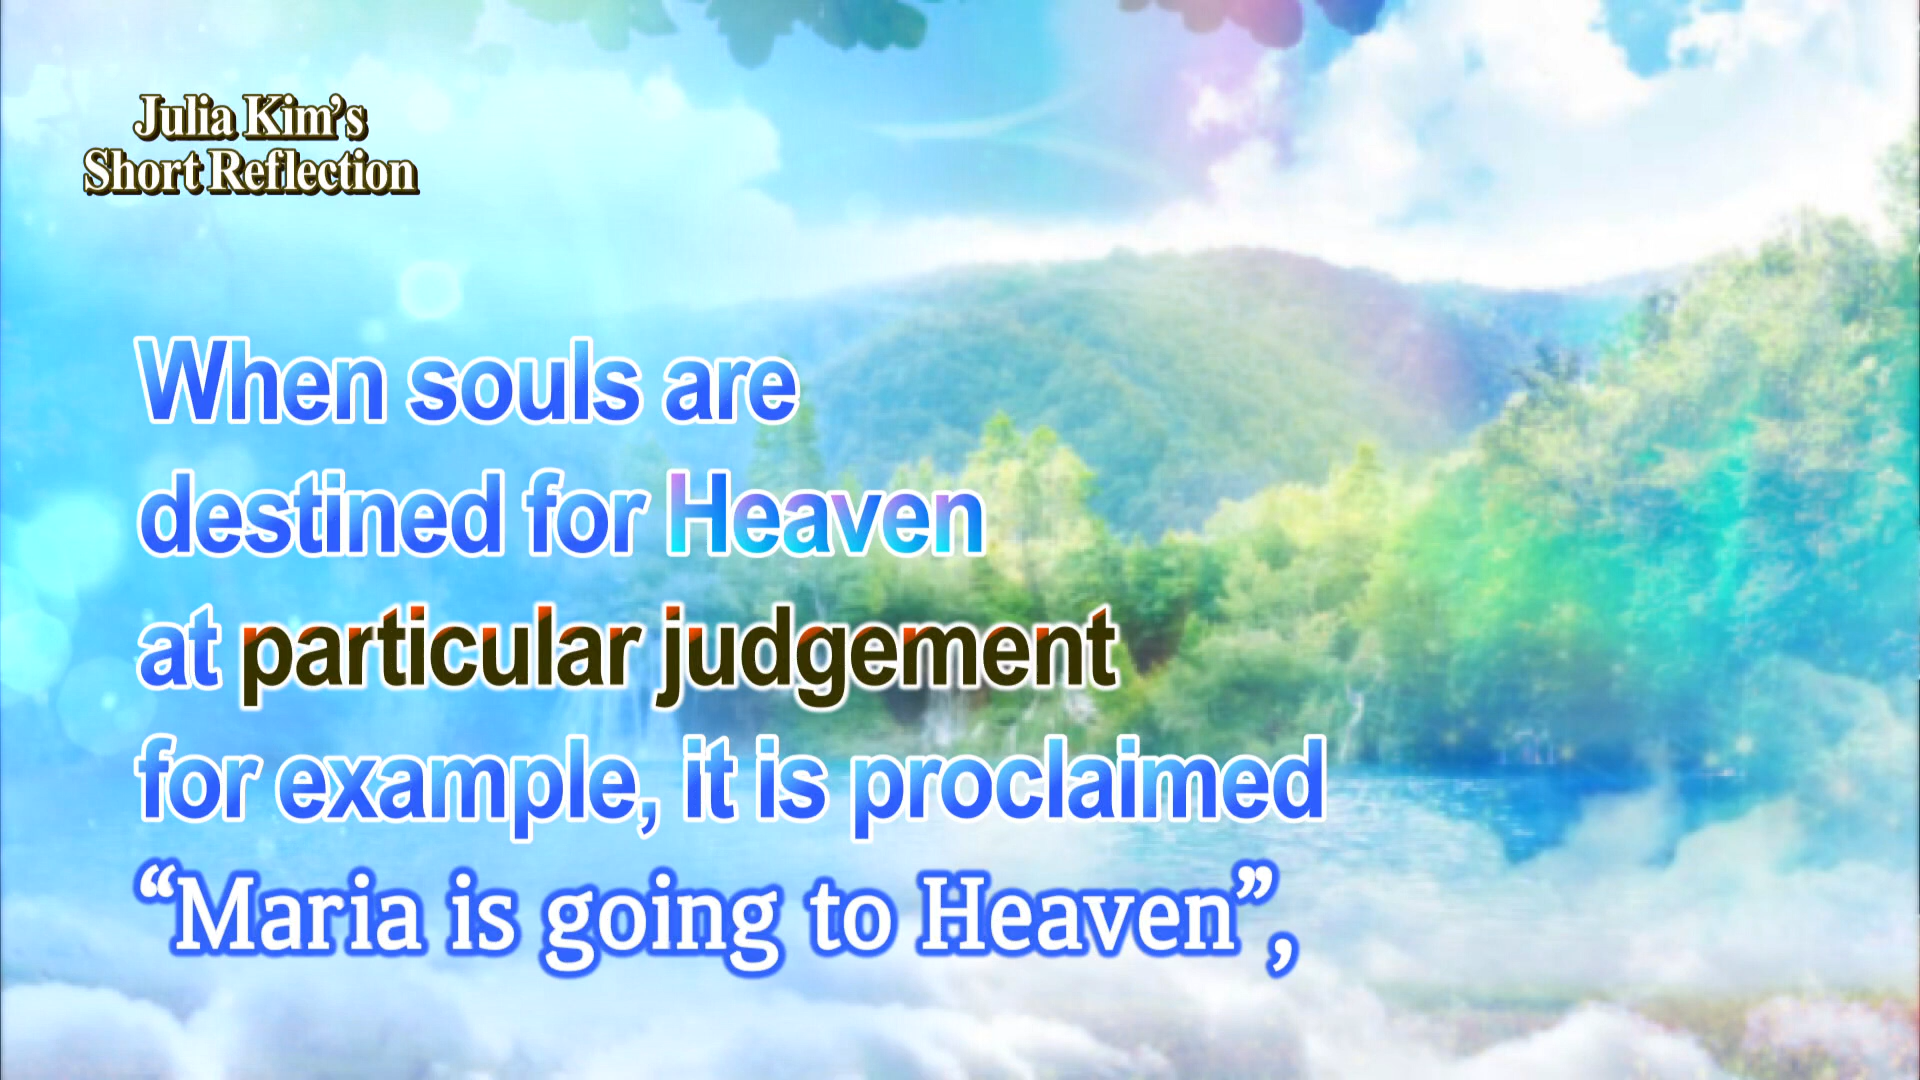 Julia Kim’s
Short Reflection
When souls are
destined for Heaven
at particular judgement
for example, it is proclaimed
“Maria is going to Heaven”,